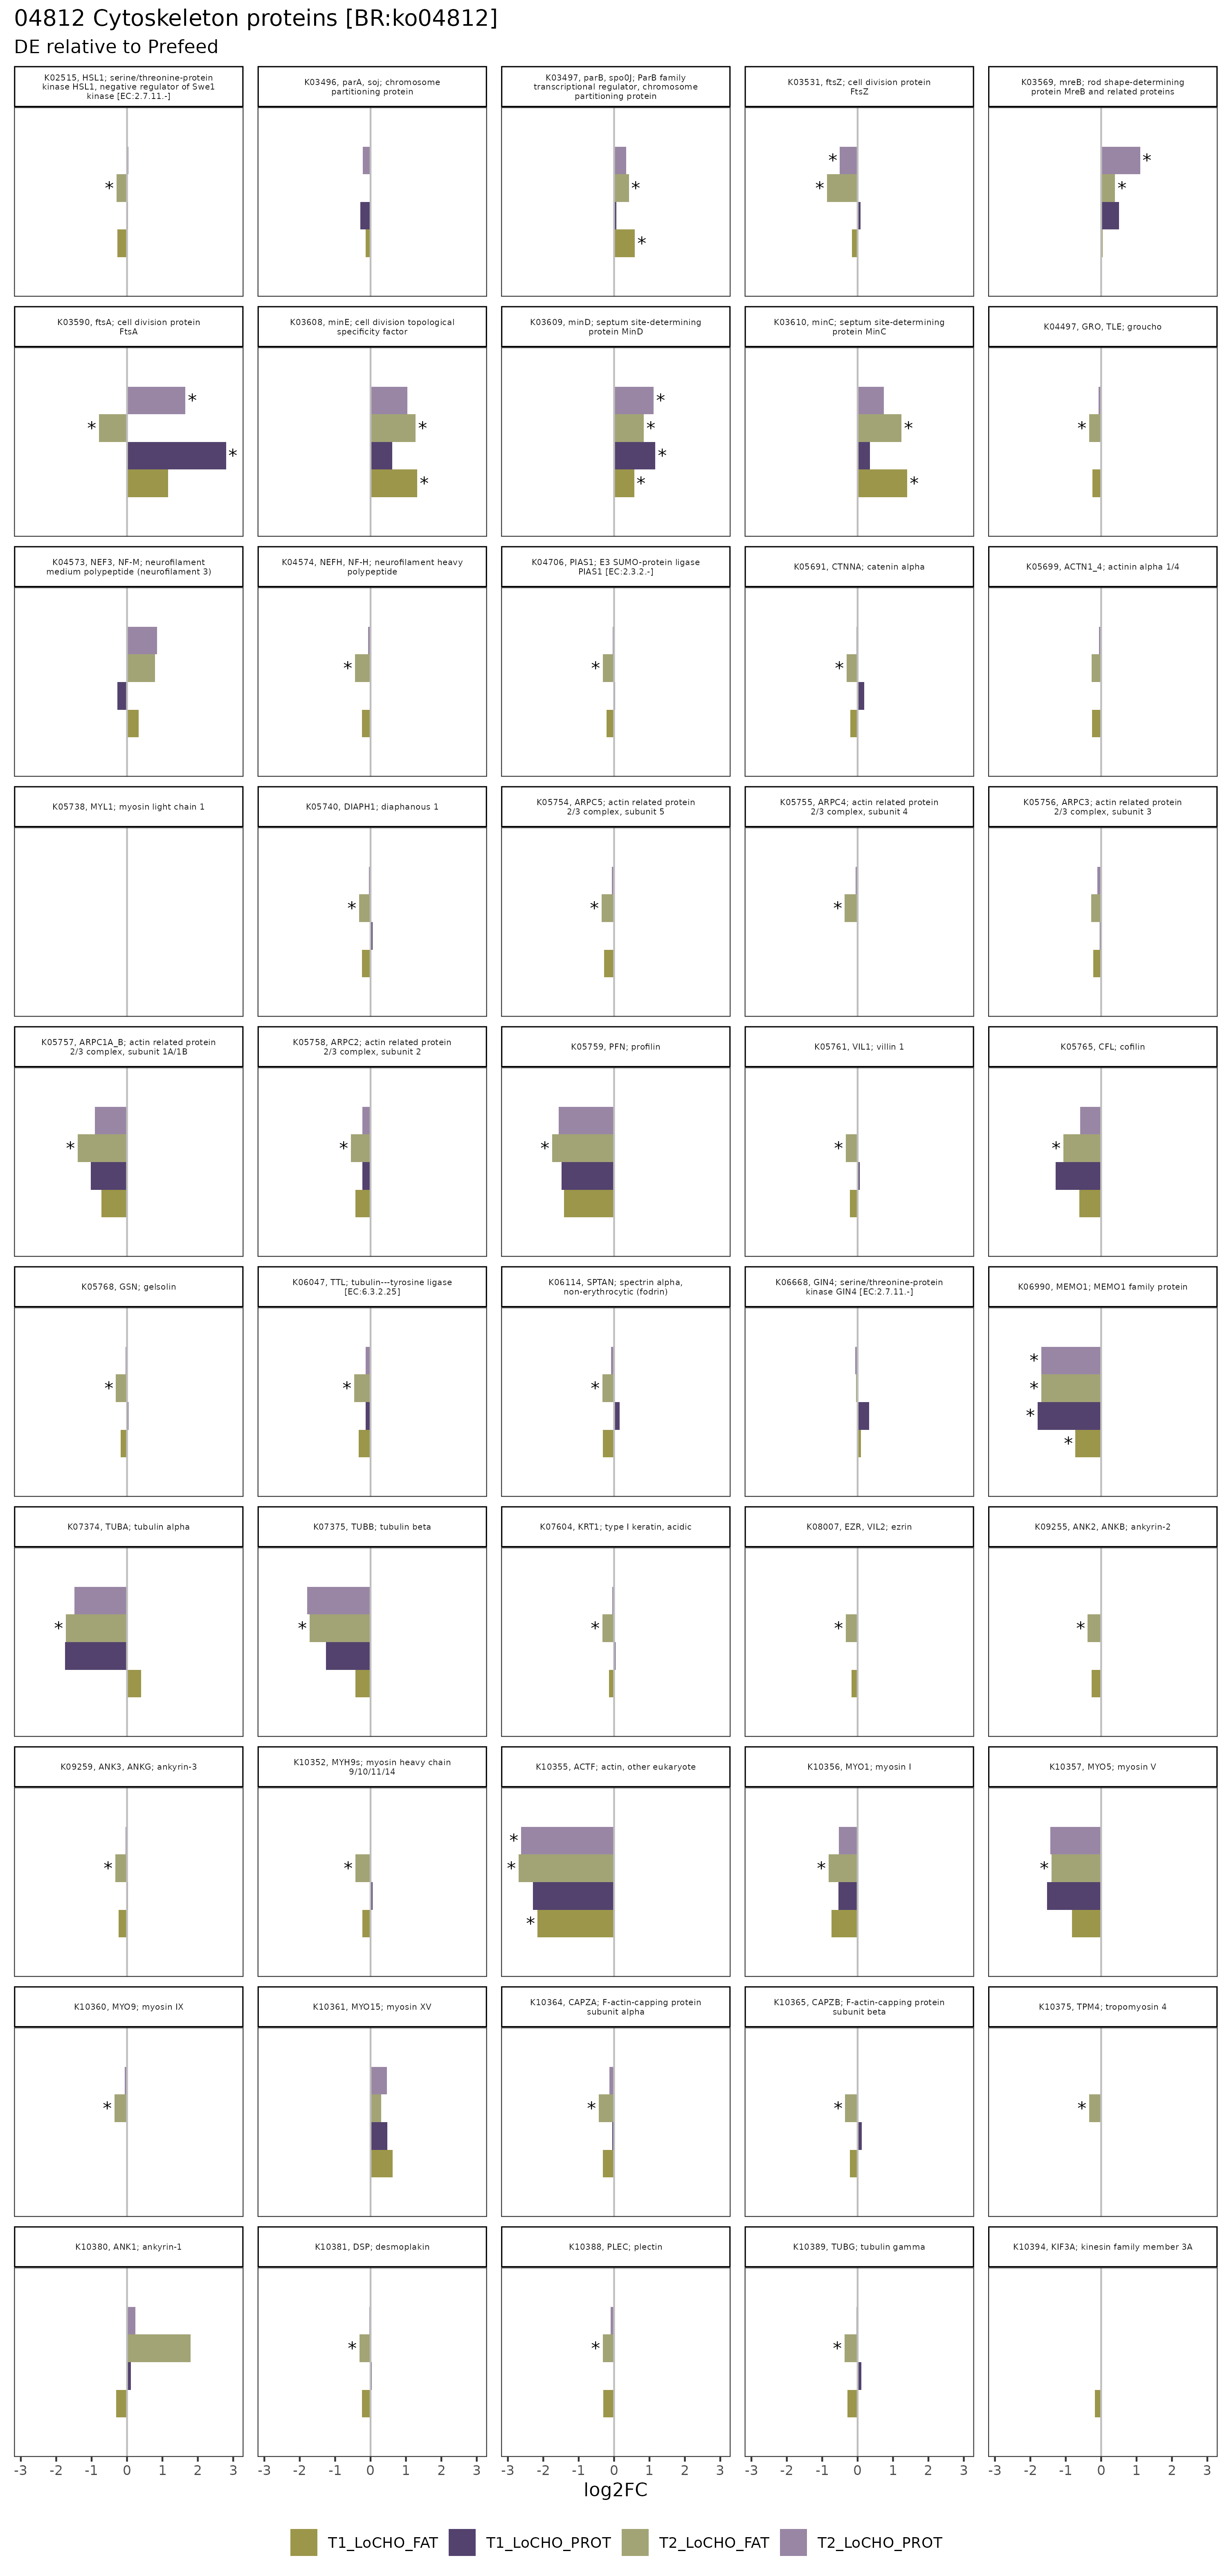 04812 Cytoskeleton proteins [BR:ko04812]
DE relative to Prefeed
K02515, HSL1; serine/threonine-protein
kinase HSL1, negative regulator of Swe1
kinase [EC:2.7.11.-]
K03496, parA, soj; chromosome
partitioning protein
K03497, parB, spo0J; ParB family
transcriptional regulator, chromosome
partitioning protein
K03531, ftsZ; cell division protein
FtsZ
K03569, mreB; rod shape-determining
protein MreB and related proteins
*
*
*
*
*
*
*
K03590, ftsA; cell division protein
FtsA
K03608, minE; cell division topological
specificity factor
K03609, minD; septum site-determining
protein MinD
K03610, minC; septum site-determining
protein MinC
K04497, GRO, TLE; groucho
*
*
*
*
*
*
*
*
*
*
*
*
K04573, NEF3, NF-M; neurofilament
medium polypeptide (neurofilament 3)
K04574, NEFH, NF-H; neurofilament heavy
polypeptide
K04706, PIAS1; E3 SUMO-protein ligase
PIAS1 [EC:2.3.2.-]
K05691, CTNNA; catenin alpha
K05699, ACTN1_4; actinin alpha 1/4
*
*
*
K05738, MYL1; myosin light chain 1
K05740, DIAPH1; diaphanous 1
K05754, ARPC5; actin related protein
2/3 complex, subunit 5
K05755, ARPC4; actin related protein
2/3 complex, subunit 4
K05756, ARPC3; actin related protein
2/3 complex, subunit 3
*
*
*
K05757, ARPC1A_B; actin related protein
2/3 complex, subunit 1A/1B
K05758, ARPC2; actin related protein
2/3 complex, subunit 2
K05759, PFN; profilin
K05761, VIL1; villin 1
K05765, CFL; cofilin
*
*
*
*
*
K05768, GSN; gelsolin
K06047, TTL; tubulin---tyrosine ligase
[EC:6.3.2.25]
K06114, SPTAN; spectrin alpha,
non-erythrocytic (fodrin)
K06668, GIN4; serine/threonine-protein
kinase GIN4 [EC:2.7.11.-]
K06990, MEMO1; MEMO1 family protein
*
*
*
*
*
*
*
K07374, TUBA; tubulin alpha
K07375, TUBB; tubulin beta
K07604, KRT1; type I keratin, acidic
K08007, EZR, VIL2; ezrin
K09255, ANK2, ANKB; ankyrin-2
*
*
*
*
*
K09259, ANK3, ANKG; ankyrin-3
K10352, MYH9s; myosin heavy chain
9/10/11/14
K10355, ACTF; actin, other eukaryote
K10356, MYO1; myosin I
K10357, MYO5; myosin V
*
*
*
*
*
*
*
K10360, MYO9; myosin IX
K10361, MYO15; myosin XV
K10364, CAPZA; F-actin-capping protein
subunit alpha
K10365, CAPZB; F-actin-capping protein
subunit beta
K10375, TPM4; tropomyosin 4
*
*
*
*
K10380, ANK1; ankyrin-1
K10381, DSP; desmoplakin
K10388, PLEC; plectin
K10389, TUBG; tubulin gamma
K10394, KIF3A; kinesin family member 3A
*
*
*
-3 -2 -1 0 1 2 3 -3 -2 -1 0 1 2 3 -3 -2 -1 0 1 2 3 -3 -2 -1 0 1 2 3 -3 -2 -1 0 1 2 3
log2FC
T1_LoCHO_FAT T1_LoCHO_PROT T2_LoCHO_FAT T2_LoCHO_PROT